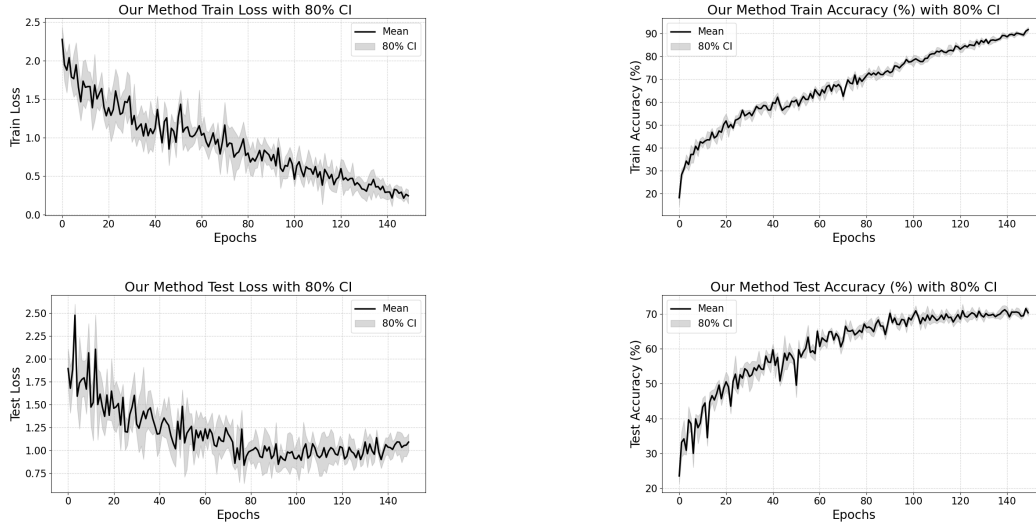 Our Method Train Loss with 80% CI
Train Loss
2.5
2.0
1.5
1.0
0.5
0.0
Mean
80% CI
0 20 40 60 80 100 120 140
Epochs
Our Method Train Accuracy (%) with 80% CI
Train Accuracy (%)
90
80
70
60
50
40
30
20
Mean
80% CI
0 20 40 60 80 100 120 140
Epochs
Our Method Test Loss with 80% CI
Test Loss
2.50
2.25
2.00
1.75
1.50
1.25
1.00
0.75
Mean
80% CI
0 20 40 60 80 100 120 140
Epochs
Our Method Test Accuracy (%) with 80% CI
Test Accuracy (%)
70
60
50
40
30
20
Mean
80% CI
0 20 40 60 80 100 120 140
Epochs